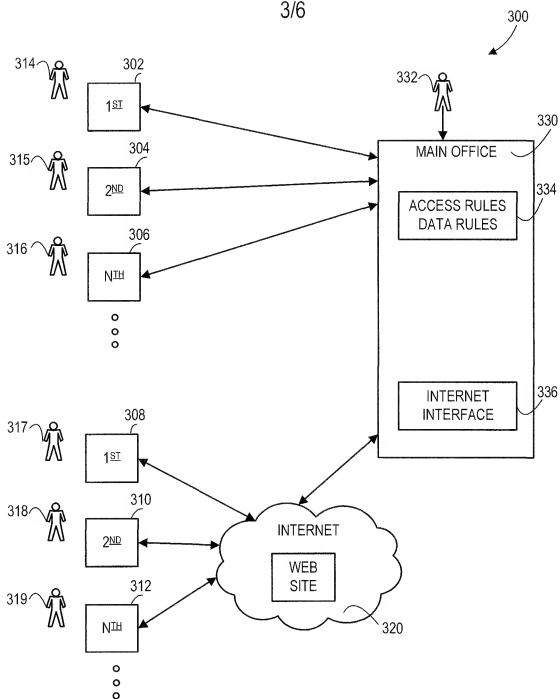 3/6
300
314
302
1ST
332
330
MAIN OFFICE
315
304
2ND
334
ACCESS RULES
DATA RULES
316
306
NTH
336
INTERNET
INTERFACE
317
308
1ST
318
310
2ND
INTERNET
WEB
SITE
320
319
312
NTH